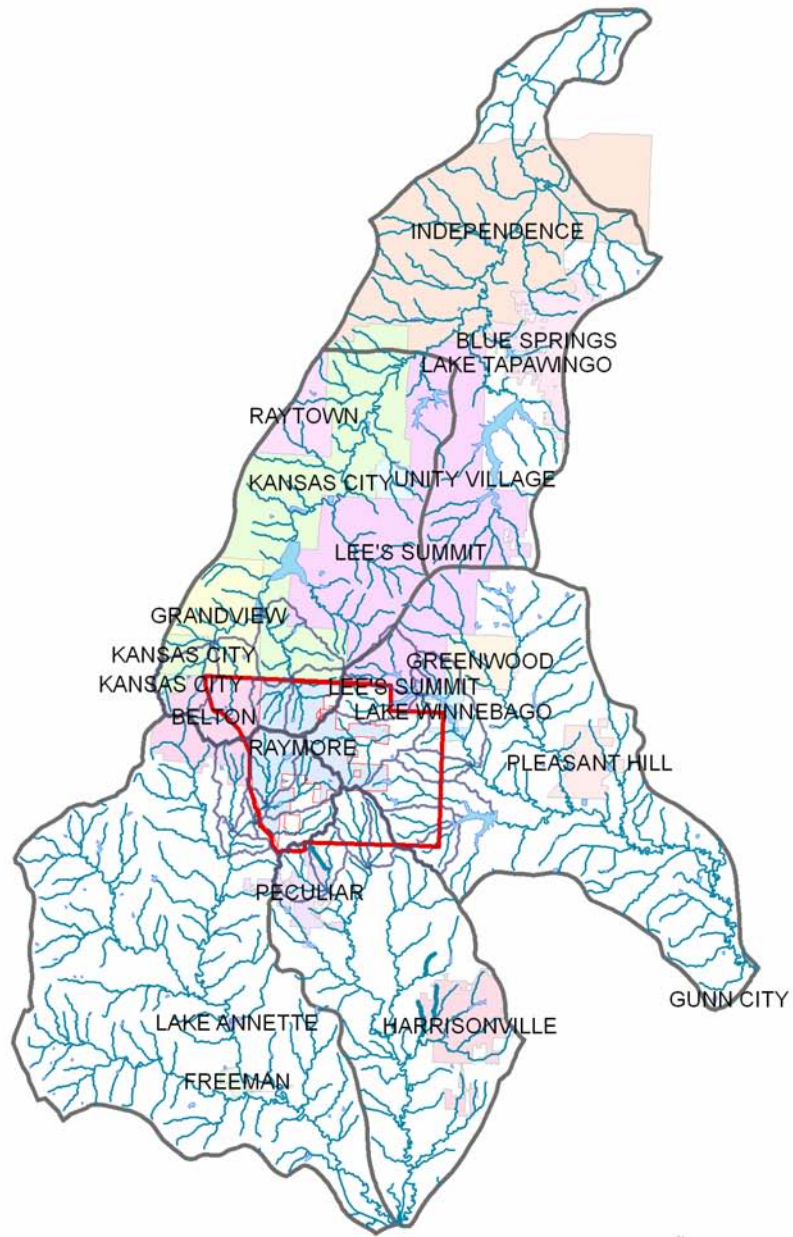 INDEPENDENCE
BLUE SPRINGS
LAKE TAPAWINGO
RAYTOWN
KANSAS CITY
UNITY VILLAGE
LEE'S SUMMIT
GRANDVIEW
KANSAS CITY
GREENWOOD
KANSAS CITY
LEE'S SUMMIT
BELTON
LAKE WINNEBAGO
RAYMORE
PLEASANT HILL
PECULIAR
GUNN CITY
LAKE ANNETTE
HARRISONVILLE
FREEMAN